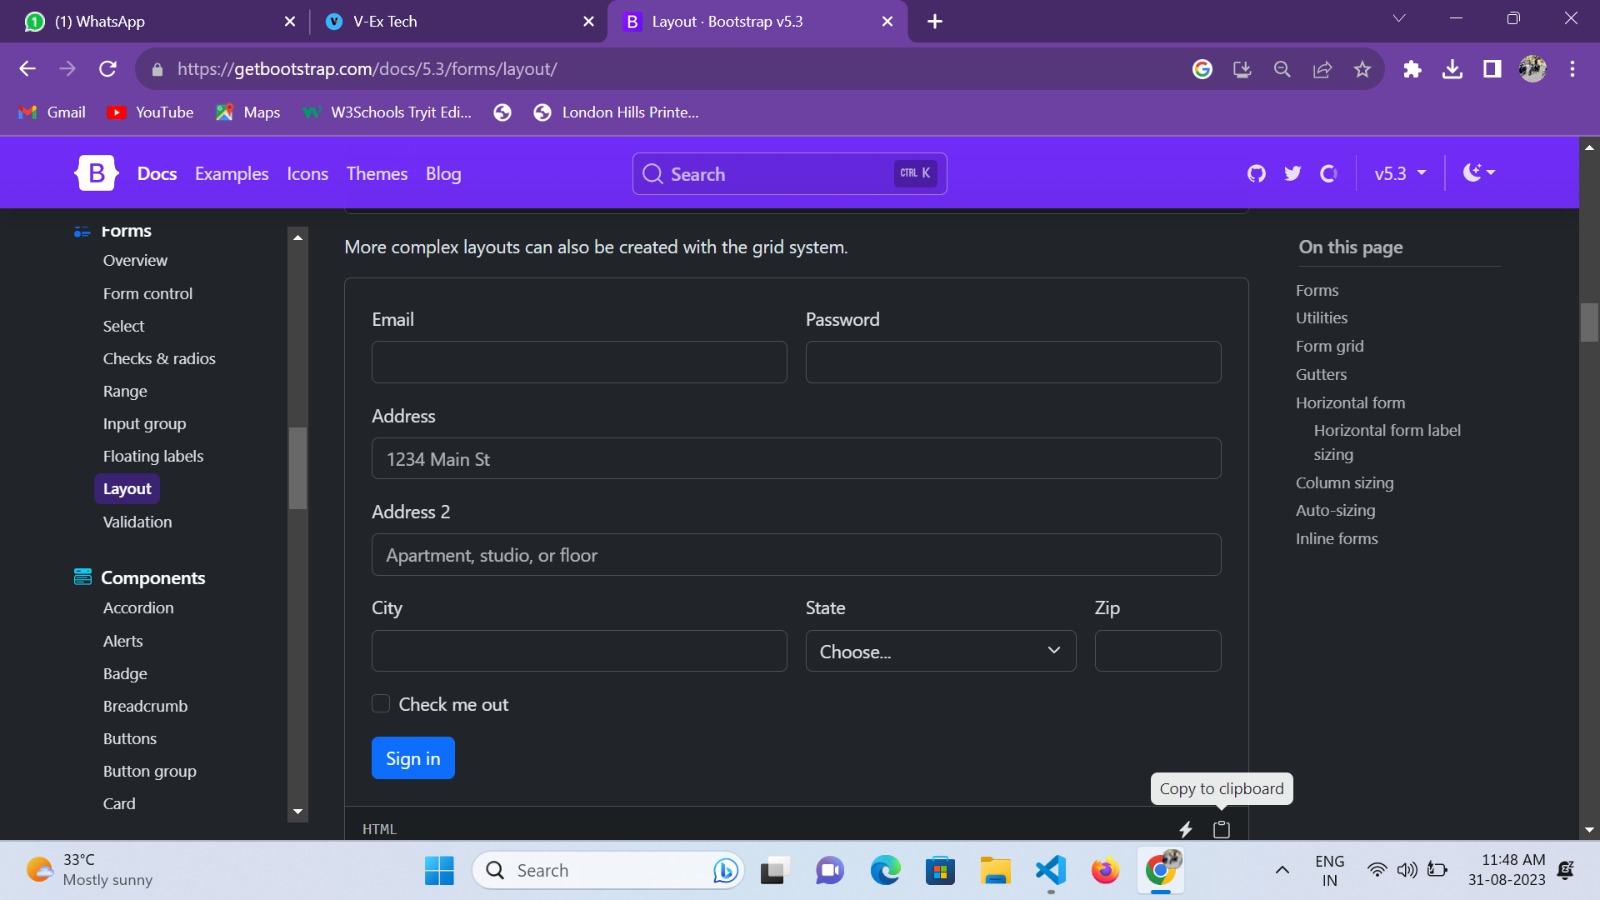 (1) WhatsApp
V-Ex Tech
B Layout · Bootstrap v5.3
https://getbootstrap.com/docs/5.3/forms/layout/
Gmail YouTube Maps W3Schools Tryit Edi... London Hills Printe...
B Docs Examples Icons Themes Blog Search CTRL K v5.3
Forms
Overview
Form control
Select
Checks & radios
Range
Input group
Floating labels
Layout
Validation
Components
Accordion
Alerts
Badge
Breadcrumb
Buttons
Button group
Card
More complex layouts can also be created with the grid system.
Email Password
Address
1234 Main St
Address 2
Apartment, studio, or floor
City State Zip
Choose...
Check me out
Sign in
Copy to clipboard
HTML
On this page
Forms
Utilities
Form grid
Gutters
Horizontal form
Horizontal form label
sizing
Column sizing
Auto-sizing
Inline forms
33°C
Mostly sunny
Search
ENG
IN
11:48 AM
31-08-2023